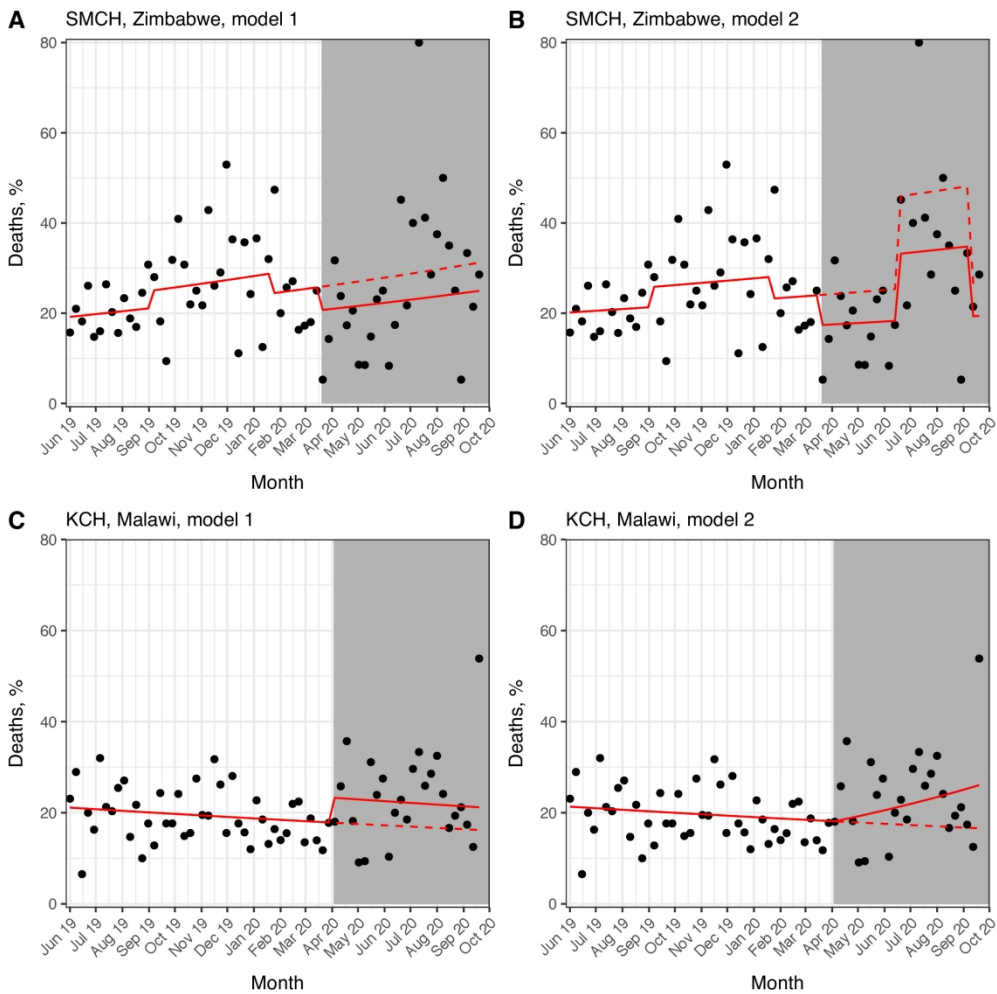 A SMCH, Zimbabwe, model 1
80
60
40
20
0
Deaths, %
Jun 19 Jul 19 Aug 19 Sep 19 Oct 19 Nov 19 Dec 19 Jan 20 Feb 20 Mar 20 Apr 20 May 20 Jun 20 Jul 20 Aug 20 Sep 20 Oct 20
Month
B SMCH, Zimbabwe, model 2
80
60
40
20
0
Deaths, %
Jun 19 Jul 19 Aug 19 Sep 19 Oct 19 Nov 19 Dec 19 Jan 20 Feb 20 Mar 20 Apr 20 May 20 Jun 20 Jul 20 Aug 20 Sep 20 Oct 20
Month
C KCH, Malawi, model 1
80
60
40
20
0
Deaths, %
Jun 19 Jul 19 Aug 19 Sep 19 Oct 19 Nov 19 Dec 19 Jan 20 Feb 20 Mar 20 Apr 20 May 20 Jun 20 Jul 20 Aug 20 Sep 20 Oct 20
Month
D KCH, Malawi, model 2
80
60
40
20
0
Deaths, %
Jun 19 Jul 19 Aug 19 Sep 19 Oct 19 Nov 19 Dec 19 Jan 20 Feb 20 Mar 20 Apr 20 May 20 Jun 20 Jul 20 Aug 20 Sep 20 Oct 20
Month